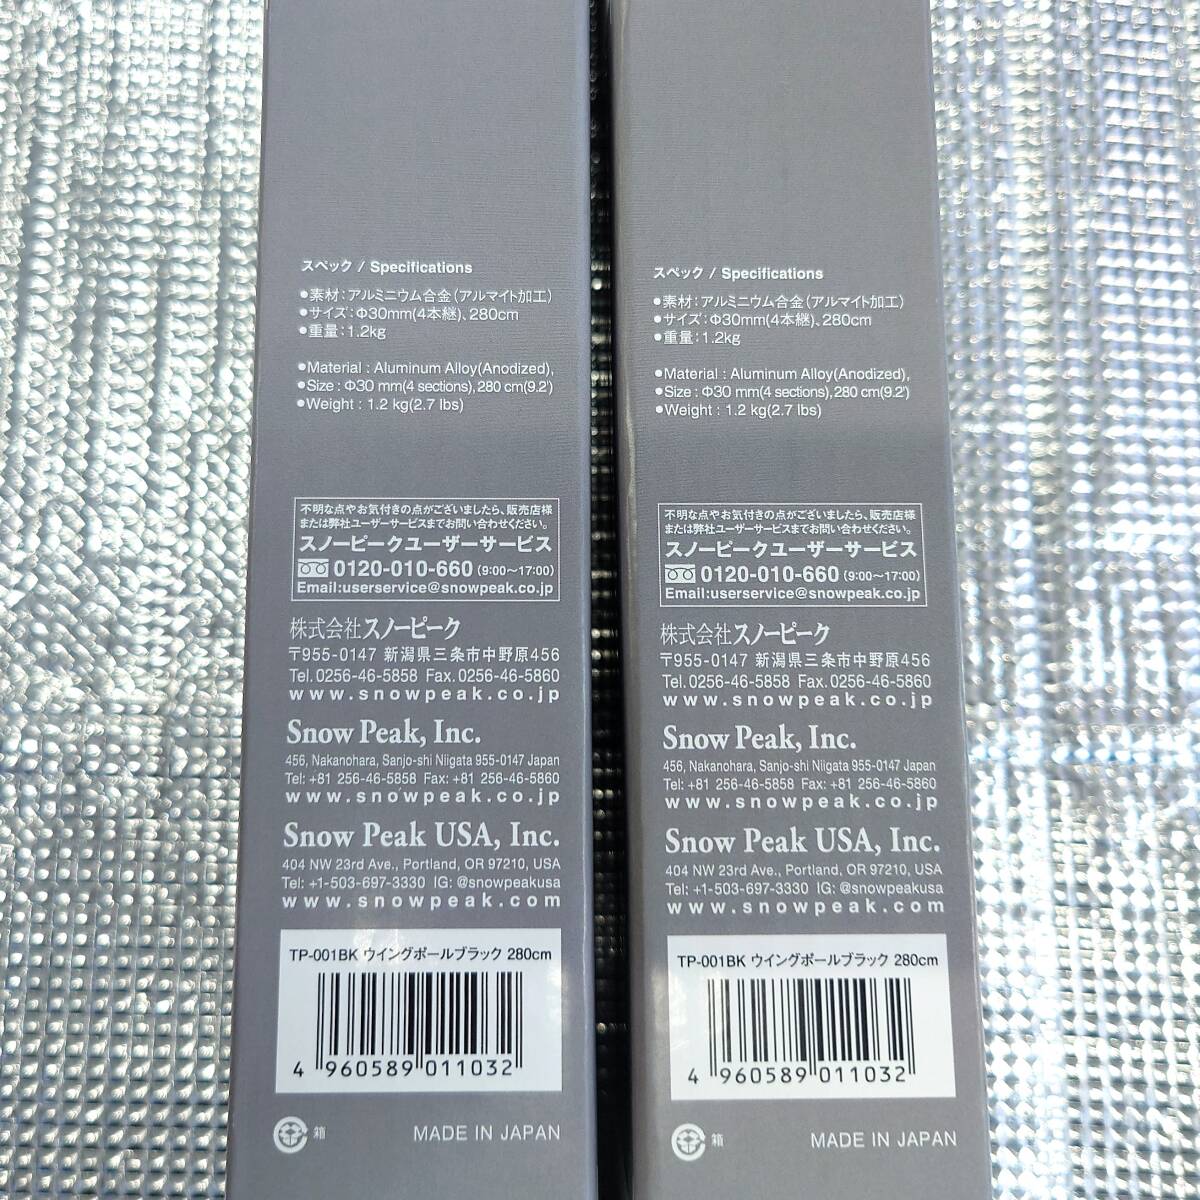 スペック / Specifications
●素材：アルミニウム合金（アルマイト加工）
●サイズ：Φ30mm(4本継)、280cm
●重量：1.2kg
●Material : Aluminum Alloy(Anodized),
●Size : Φ30 mm(4 sections), 280 cm(9.2')
●Weight : 1.2 kg(2.7 lbs)
不明な点やお気付きの点がございましたら、販売店様
または弊社ユーザーサービスまでお問い合わせください。
スノーピークユーザーサービス
0120-010-660 (9:00〜17:00)
Email:userservice@snowpeak.co.jp
株式会社スノーピーク
〒955-0147 新潟県三条市中野原456
Tel.0256-46-5858 Fax.0256-46-5860
www.snowpeak.co.jp
Snow Peak, Inc.
456, Nakanohara, Sanjo-shi Niigata 955-0147 Japan
Tel: +81 256-46-5858 Fax: +81 256-46-5860
www.snowpeak.co.jp
Snow Peak USA, Inc.
404 NW 23rd Ave., Portland, OR 97210, USA
Tel: +1-503-697-3330 IG: @snowpeakusa
www.snowpeak.com
TP-001BK ウイングポールブラック 280cm
4 960589 011032
箱
MADE IN JAPAN
スペック / Specifications
●素材：アルミニウム合金（アルマイト加工）
●サイズ：Φ30mm(4本継)、280cm
●重量：1.2kg
●Material : Aluminum Alloy(Anodized),
●Size : Φ30 mm(4 sections), 280 cm(9.2')
●Weight : 1.2 kg(2.7 lbs)
不明な点やお気付きの点がございましたら、販売店様
または弊社ユーザーサービスまでお問い合わせください。
スノーピークユーザーサービス
0120-010-660 (9:00〜17:00)
Email:userservice@snowpeak.co.jp
株式会社スノーピーク
〒955-0147 新潟県三条市中野原456
Tel.0256-46-5858 Fax.0256-46-5860
www.snowpeak.co.jp
Snow Peak, Inc.
456, Nakanohara, Sanjo-shi Niigata 955-0147 Japan
Tel: +81 256-46-5858 Fax: +81 256-46-5860
www.snowpeak.co.jp
Snow Peak USA, Inc.
404 NW 23rd Ave., Portland, OR 97210, USA
Tel: +1-503-697-3330 IG: @snowpeakusa
www.snowpeak.com
TP-001BK ウイングポールブラック 280cm
4 960589 011032
箱
MADE IN JAPAN